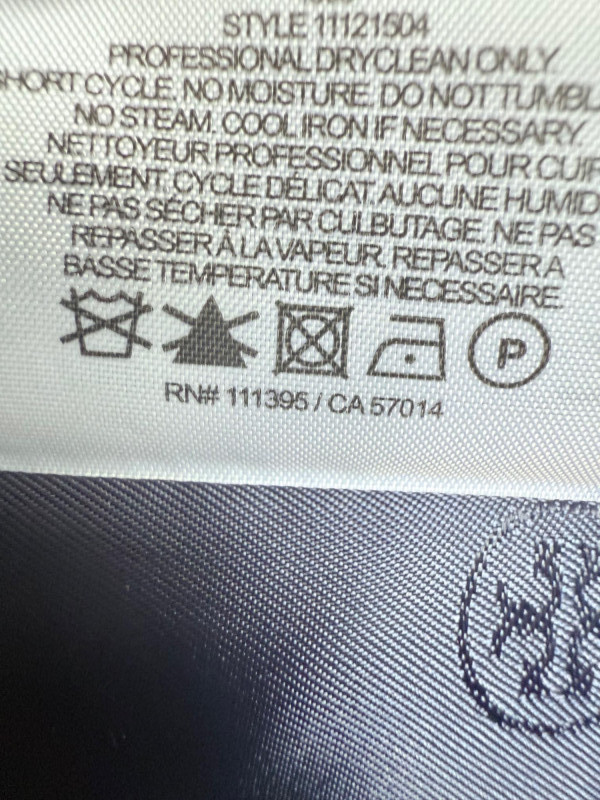 STYLE 11121504
PROFESSIONAL DRYCLEAN ONLY.
SHORT CYCLE. NO MOISTURE. DO NOT TUMBL
NO STEAM. COOL IRON IF NECESSARY.
NETTOYEUR PROFESSIONNEL POUR CUIR
SEULEMENT. CYCLE DÉLICAT. AUCUNE HUMID
NE PAS SÉCHER PAR CULBUTAGE. NE PAS
REPASSER À LA VAPEUR. REPASSER A
BASSE TEMPERATURE SI NECESSAIRE.
P
RN# 111395 / CA 57014